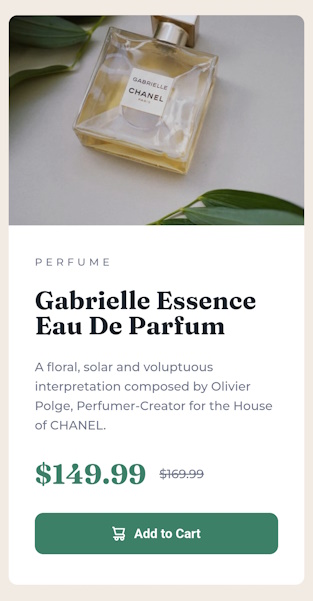 GABRIELLE
CHANEL
PARIS
PERFUME
Gabrielle Essence
Eau De Parfum
A floral, solar and voluptuous
interpretation composed by Olivier
Polge, Perfumer-Creator for the House
of CHANEL.
$149.99 $169.99
Add to Cart